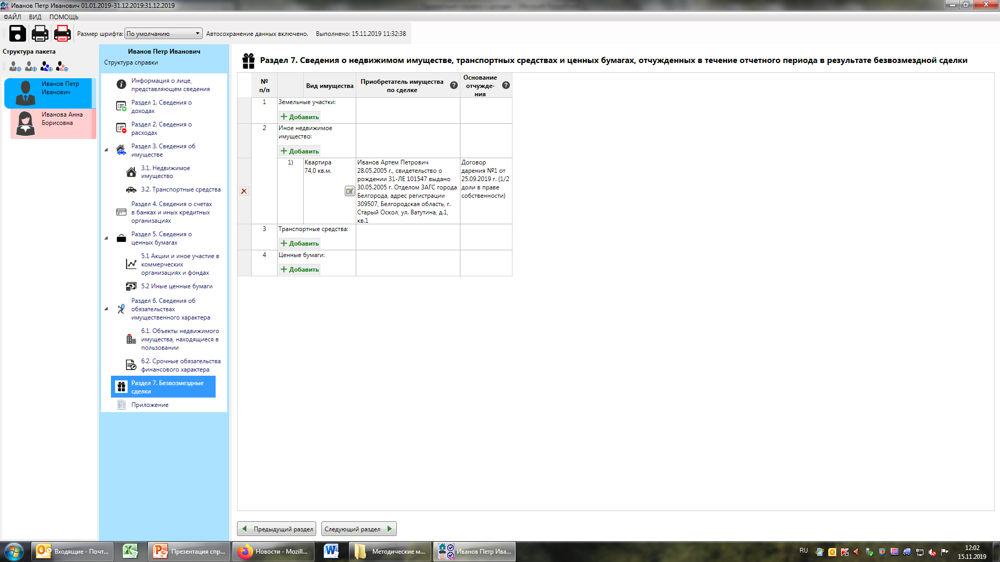 Иванов Петр Иванович 01.01.2019-31.12.2019:31.12.2019
ФАЙЛ ВИД ПОМОЩЬ
Размер шрифта: По умолчанию Автосохранение данных включено. Выполнено: 15.11.2019 11:32:38
Структура пакета
Иванов Петр
Иванович
Иванова Анна
Борисовна
Иванов Петр Иванович
Структура справки
Информация о лице,
представляющем сведения
Раздел 1. Сведения о
доходах
Раздел 2. Сведения о
расходах
Раздел 3. Сведения об
имуществе
3.1. Недвижимое
имущество
3.2. Транспортные средства
Раздел 4. Сведения о счетах
в банках и иных кредитных
организациях
Раздел 5. Сведения о
ценных бумагах
5.1 Акции и иное участие в
коммерческих
организациях и фондах
5.2 Иные ценные бумаги
Раздел 6. Сведения об
обязательствах
имущественного характера
6.1. Объекты недвижимого
имущества, находящиеся в
пользовании
6.2. Срочные обязательства
финансового характера
Раздел 7. Безвозмездные
сделки
Приложение
Раздел 7. Сведения о недвижимом имуществе, транспортных средствах и ценных бумагах, отчужденных в течение отчетного периода в результате безвозмездной сделки
№
п/п
Вид имущества
Приобретатель имущества
по сделке
Основание
отчужде-
ния
1
Земельные участки:
Добавить
2
Иное недвижимое
имущество:
Добавить
1)
Квартира
74,0 кв.м.
Иванов Артем Петрович
28.05.2005 г., свидетельство о
рождении 31-ЛЕ 101547 выдано
30.05.2005 г. Отделом ЗАГС города
Белгорода, адрес регистрации
309507, Белгородская область, г.
Старый Оскол, ул. Ватутина, д.1,
кв.1
Договор
дарения №1 от
25.09.2019 г. (1/2
доли в праве
собственности)
3
Транспортные средства:
Добавить
4
Ценные бумаги:
Добавить
Предыдущий раздел
Следующий раздел
Входящие - Почт...
Презентация спр...
Новости - Mozill...
Методические м...
Иванов Петр Ива...
RU
12:02
15.11.2019